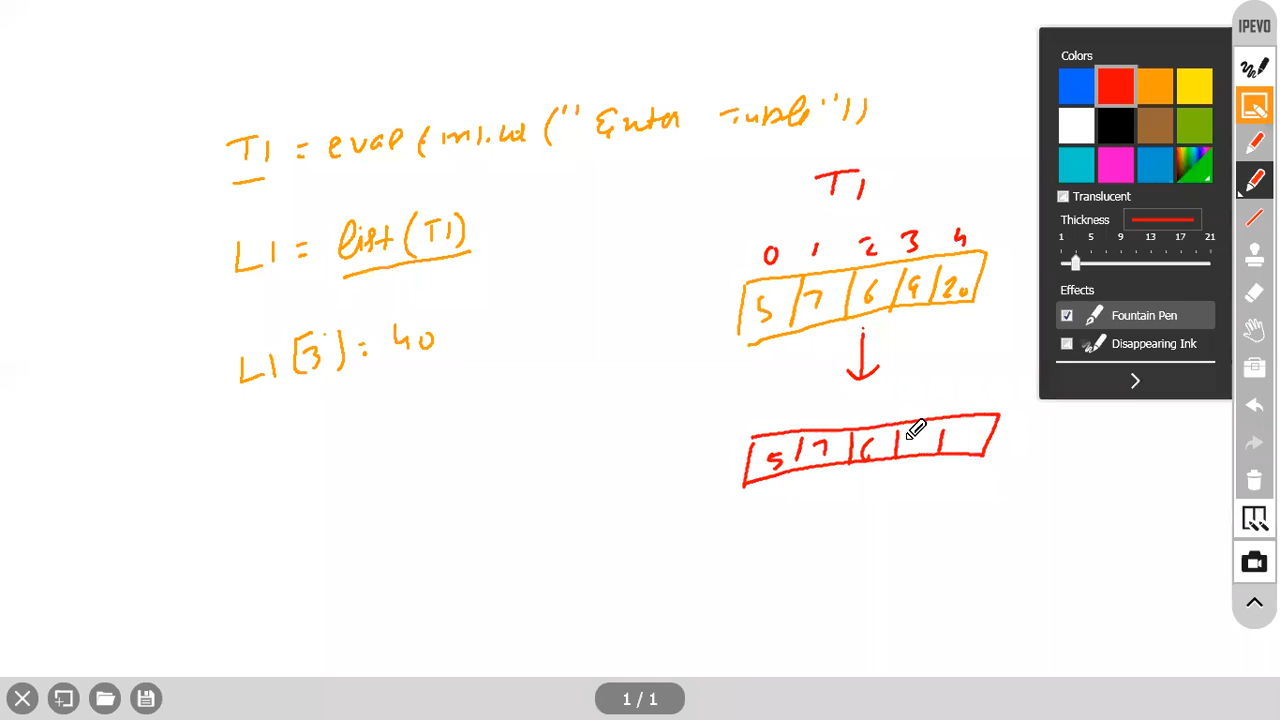 IPEVO
Colors
T1 = eval(input("Enter Tuple"))
T1
Translucent
Thickness
1 5 9 13 17 21
L1 = list(T1)
0 1 2 3 4
5 7 6 9 20
Effects
Fountain Pen
Disappearing Ink
L1[3] = 40
5 7 6
1 / 1